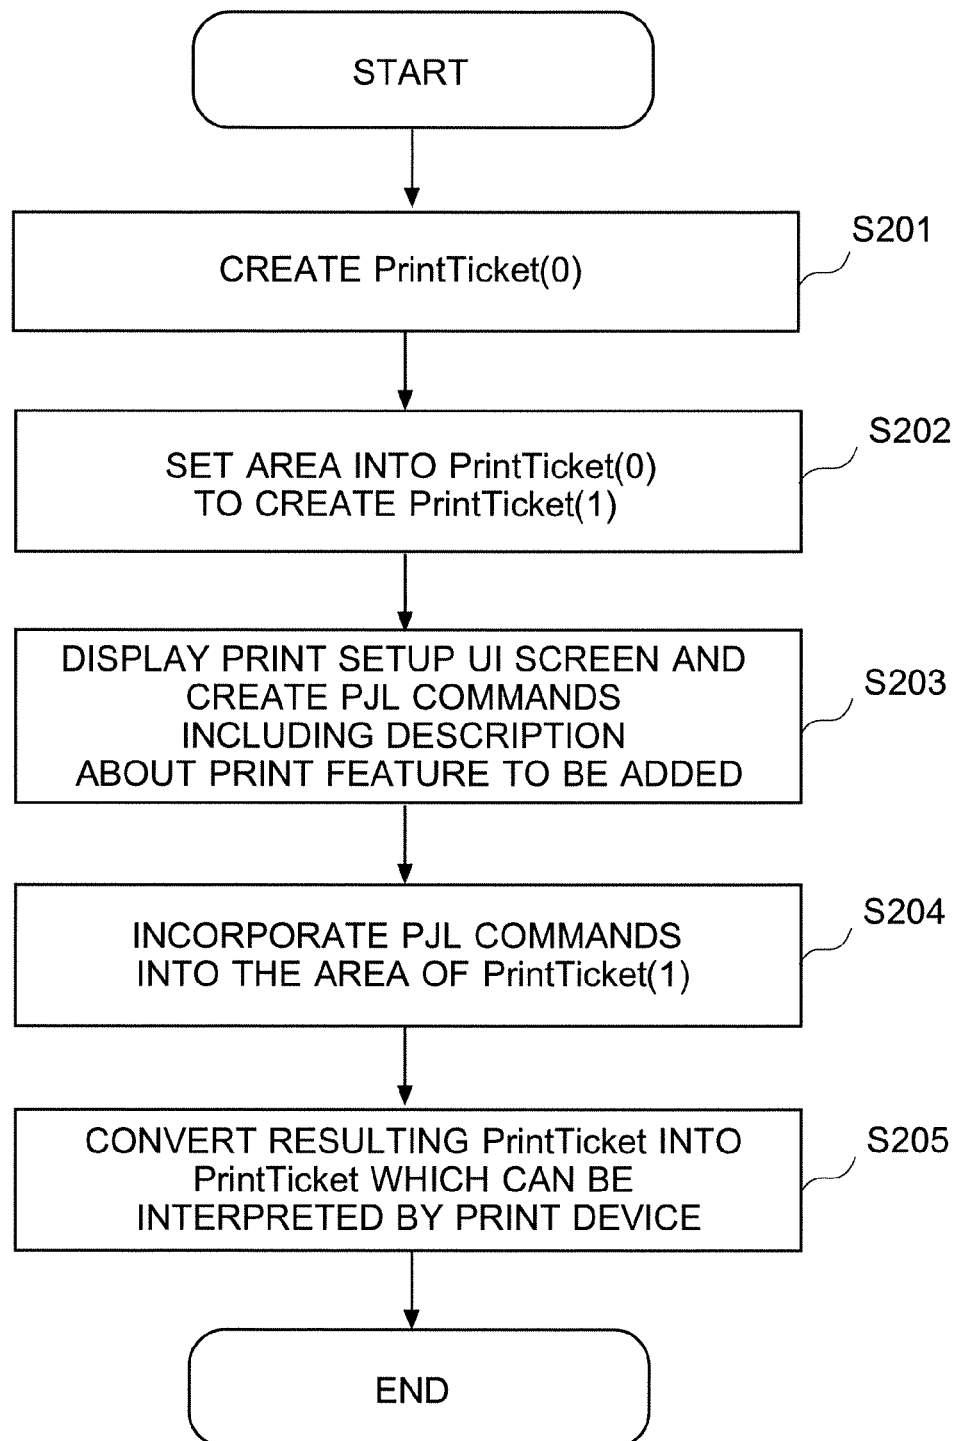 START
CREATE PrintTicket(0)
S201
SET AREA INTO PrintTicket(0)
TO CREATE PrintTicket(1)
S202
DISPLAY PRINT SETUP UI SCREEN AND
CREATE PJL COMMANDS
INCLUDING DESCRIPTION
ABOUT PRINT FEATURE TO BE ADDED
S203
INCORPORATE PJL COMMANDS
INTO THE AREA OF PrintTicket(1)
S204
CONVERT RESULTING PrintTicket INTO
PrintTicket WHICH CAN BE
INTERPRETED BY PRINT DEVICE
S205
END